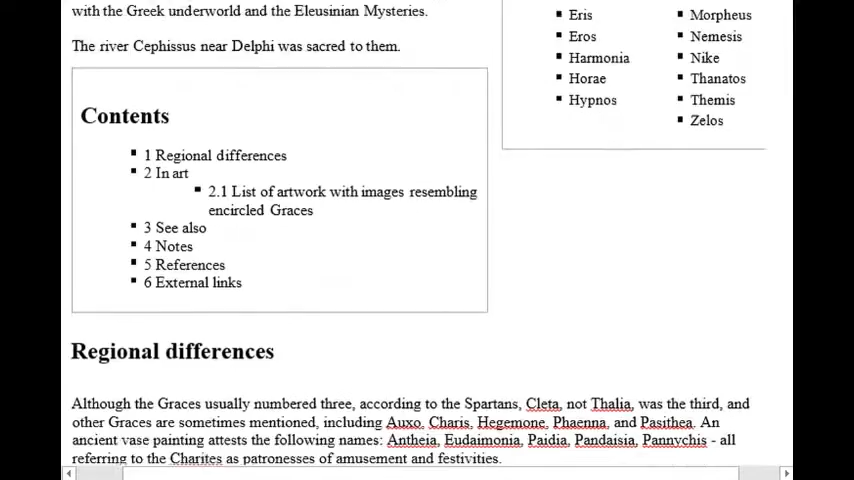 with the Greek underworld and the Eleusinian Mysteries.
The river Cephissus near Delphi was sacred to them.
Eris
Eros
Harmonia
Horae
Hypnos
Morpheus
Nemesis
Nike
Thanatos
Themis
Zelos
Contents
1 Regional differences
2 In art
2.1 List of artwork with images resembling
encircled Graces
3 See also
4 Notes
5 References
6 External links
Regional differences
Although the Graces usually numbered three, according to the Spartans, Cleta, not Thalia, was the third, and
other Graces are sometimes mentioned, including Auxo, Charis, Hegemone, Phaenna, and Pasithea. An
ancient vase painting attests the following names: Antheia, Eudaimonia, Paidia, Pandaisia, Pannychis - all
referring to the Charites as patronesses of amusement and festivities.